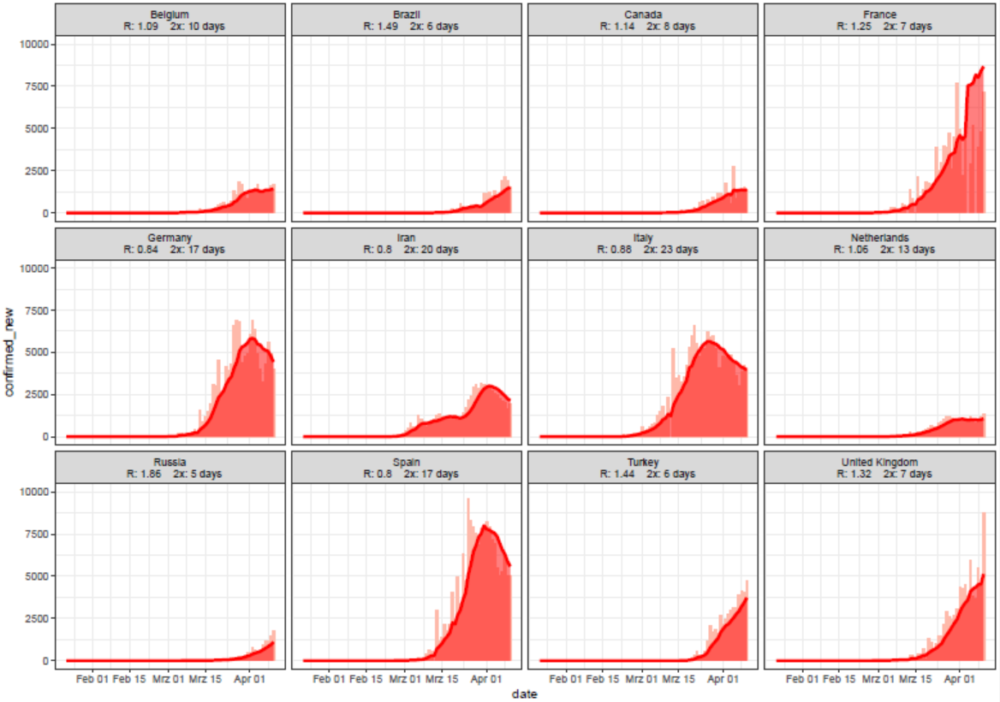 Belgium
R: 1.09 2x: 10 days
Brazil
R: 1.49 2x: 6 days
Canada
R: 1.14 2x: 8 days
France
R: 1.25 2x: 7 days
10000
7500
5000
2500
0
Germany
R: 0.84 2x: 17 days
Iran
R: 0.8 2x: 20 days
Italy
R: 0.88 2x: 23 days
Netherlands
R: 1.06 2x: 13 days
10000
7500
5000
2500
0
confirmed_new
Russia
R: 1.86 2x: 5 days
Spain
R: 0.8 2x: 17 days
Turkey
R: 1.44 2x: 6 days
United Kingdom
R: 1.32 2x: 7 days
10000
7500
5000
2500
0
Feb 01 Feb 15 Mrz 01 Mrz 15 Apr 01
Feb 01 Feb 15 Mrz 01 Mrz 15 Apr 01
Feb 01 Feb 15 Mrz 01 Mrz 15 Apr 01
Feb 01 Feb 15 Mrz 01 Mrz 15 Apr 01
date